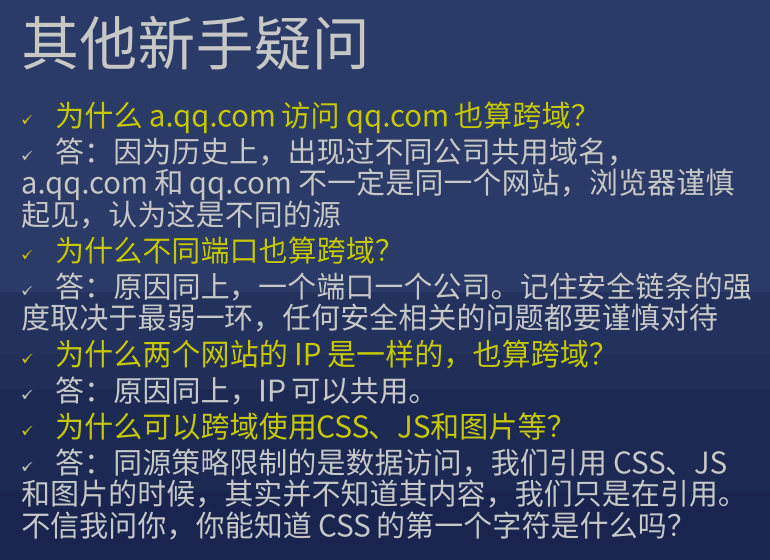 其他新手疑问
✓ 为什么 a.qq.com 访问 qq.com 也算跨域？
✓ 答：因为历史上，出现过不同公司共用域名，
a.qq.com 和 qq.com 不一定是同一个网站，浏览器谨慎
起见，认为这是不同的源
✓ 为什么不同端口也算跨域？
✓ 答：原因同上，一个端口一个公司。记住安全链条的强
度取决于最弱一环，任何安全相关的问题都要谨慎对待
✓ 为什么两个网站的 IP 是一样的，也算跨域？
✓ 答：原因同上，IP 可以共用。
✓ 为什么可以跨域使用CSS、JS和图片等？
✓ 答：同源策略限制的是数据访问，我们引用 CSS、JS
和图片的时候，其实并不知道其内容，我们只是在引用。
不信我问你，你能知道 CSS 的第一个字符是什么吗？